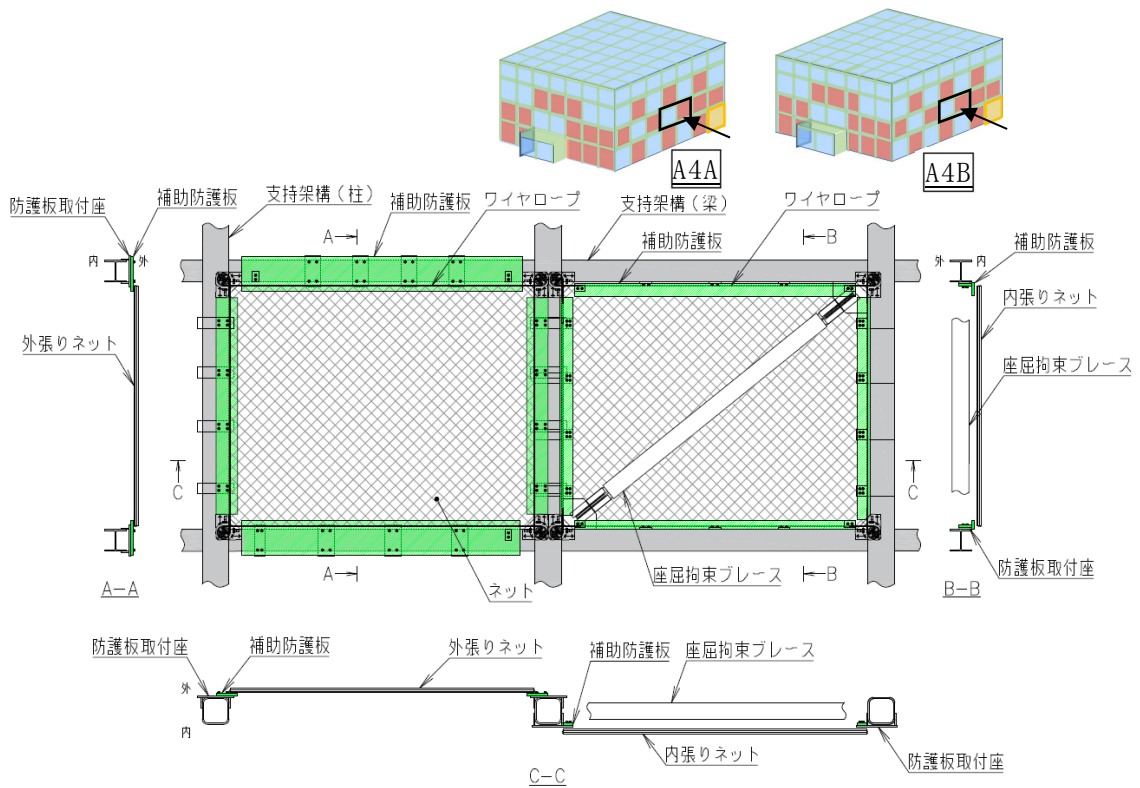 A4A
A4B
防護板取付座
補助防護板
支持架構(柱)
補助防護板
ワイヤロープ
支持架構(梁)
ワイヤロープ
補助防護板
補助防護板
A
B
内
外
外
内
内張りネット
外張りネット
座屈拘束ブレース
C
C
A
B
座屈拘束ブレース
ネット
防護板取付座
A-A
B-B
防護板取付座
補助防護板
外張りネット
補助防護板
座屈拘束ブレース
外
内
内張りネット
防護板取付座
C-C